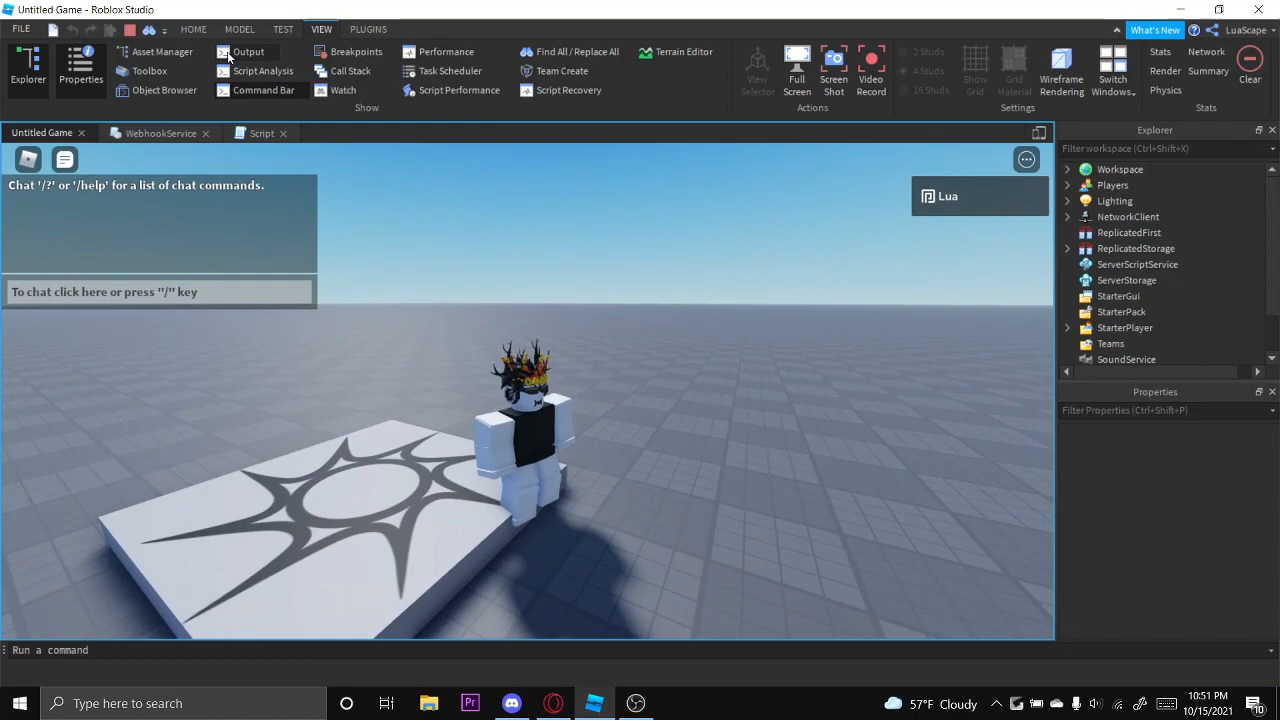 Untitled Game - Roblox Studio
FILE
HOME
MODEL
TEST
VIEW
PLUGINS
What's New
LuaScape
Explorer
Properties
Asset Manager
Toolbox
Object Browser
Output
Script Analysis
Command Bar
Breakpoints
Call Stack
Watch
Performance
Task Scheduler
Script Performance
Find All / Replace All
Team Create
Script Recovery
Terrain Editor
Show
View
Selector
Full
Screen
Screen
Shot
Video
Record
Actions
2 Studs
4 Studs
16 Studs
Show
Grid
Grid
Material
Wireframe
Rendering
Switch
Windows
Settings
Stats
Render
Physics
Network
Summary
Clear
Stats
Untitled Game
WebhookService
Script
Chat '/?' or '/help' for a list of chat commands.
To chat click here or press "/" key
Lua
Explorer
Filter workspace (Ctrl+Shift+X)
Workspace
Players
Lighting
NetworkClient
ReplicatedFirst
ReplicatedStorage
ServerScriptService
ServerStorage
StarterGui
StarterPack
StarterPlayer
Teams
SoundService
Properties
Filter Properties (Ctrl+Shift+P)
Run a command
Type here to search
Pr
57°F Cloudy
10:51 PM
10/15/2021